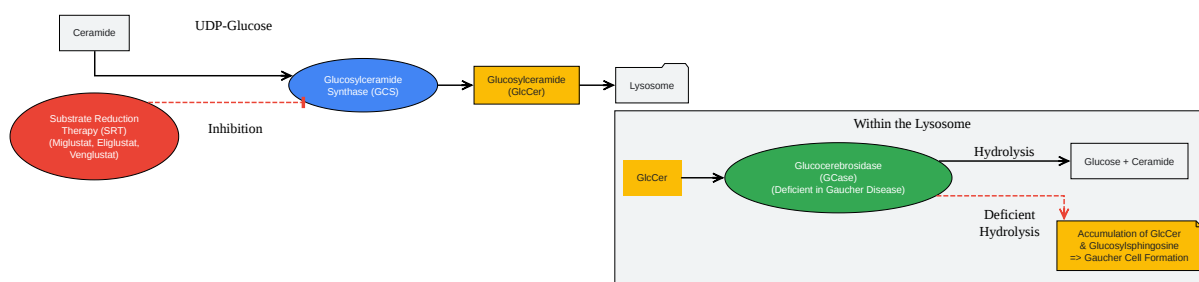 Ceramide
UDP-Glucose
Glucosylceramide
Synthase (GCS)
Glucosylceramide
(GlcCer)
Lysosome
Substrate Reduction
Therapy (SRT)
(Miglustat, Eliglustat,
Venglustat)
Inhibition
Within the Lysosome
GlcCer
Glucocerebrosidase
(GCase)
(Deficient in Gaucher Disease)
Hydrolysis
Glucose + Ceramide
Deficient
Hydrolysis
Accumulation of GlcCer
& Glucosylsphingosine
=> Gaucher Cell Formation